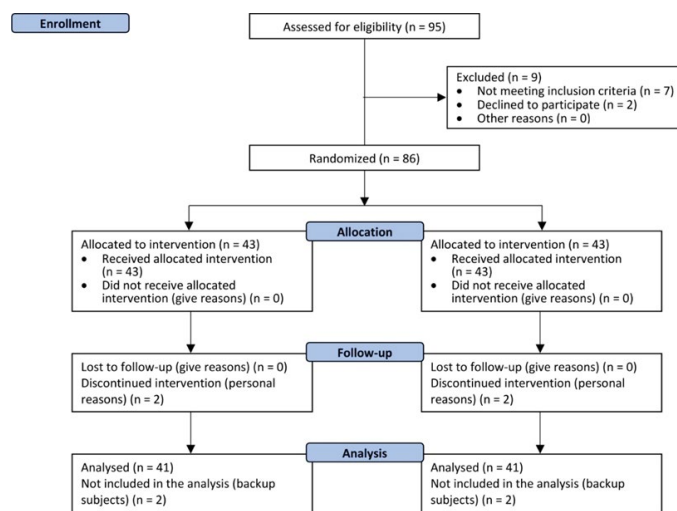 Enrollment
Assessed for eligibility (n = 95)
Excluded (n = 9)
• Not meeting inclusion criteria (n = 7)
• Declined to participate (n = 2)
• Other reasons (n = 0)
Randomized (n = 86)
Allocation
Allocated to intervention (n = 43)
• Received allocated intervention
(n = 43)
• Did not receive allocated
intervention (give reasons) (n = 0)
Allocated to intervention (n = 43)
• Received allocated intervention
(n = 43)
• Did not receive allocated
intervention (give reasons) (n = 0)
Follow-up
Lost to follow-up (give reasons) (n = 0)
Discontinued intervention (personal
reasons) (n = 2)
Lost to follow-up (give reasons) (n = 0)
Discontinued intervention (personal
reasons) (n = 2)
Analysis
Analysed (n = 41)
Not included in the analysis (backup
subjects) (n = 2)
Analysed (n = 41)
Not included in the analysis (backup
subjects) (n = 2)